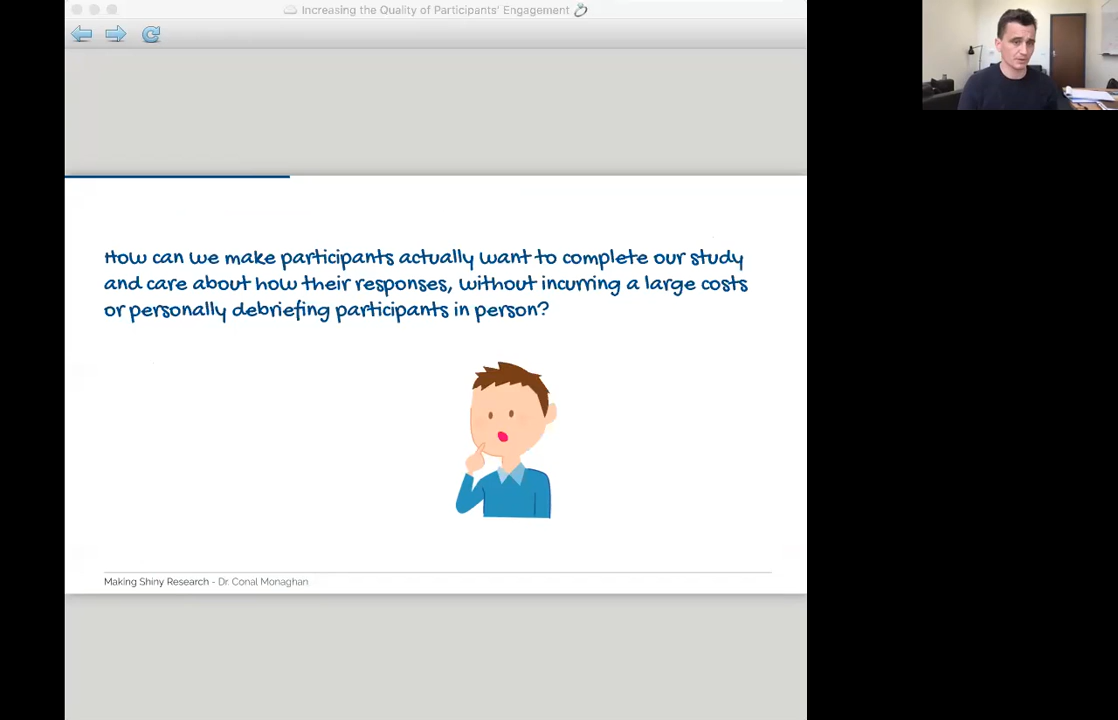 Increasing the Quality of Participants' Engagement
How can we make participants actually want to complete our study
and care about how their responses, without incurring a large costs
or personally debriefing participants in person?
Making Shiny Research - Dr. Conal Monaghan